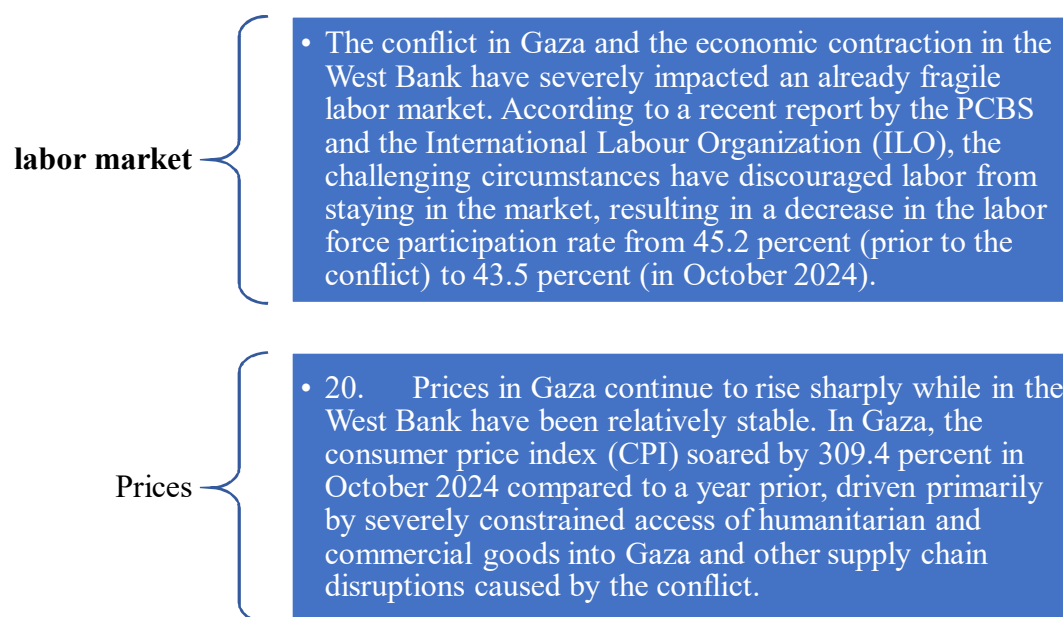 labor market
• The conflict in Gaza and the economic contraction in the
West Bank have severely impacted an already fragile
labor market. According to a recent report by the PCBS
and the International Labour Organization (ILO), the
challenging circumstances have discouraged labor from
staying in the market, resulting in a decrease in the labor
force participation rate from 45.2 percent (prior to the
conflict) to 43.5 percent (in October 2024).
Prices
• 20. Prices in Gaza continue to rise sharply while in the
West Bank have been relatively stable. In Gaza, the
consumer price index (CPI) soared by 309.4 percent in
October 2024 compared to a year prior, driven primarily
by severely constrained access of humanitarian and
commercial goods into Gaza and other supply chain
disruptions caused by the conflict.